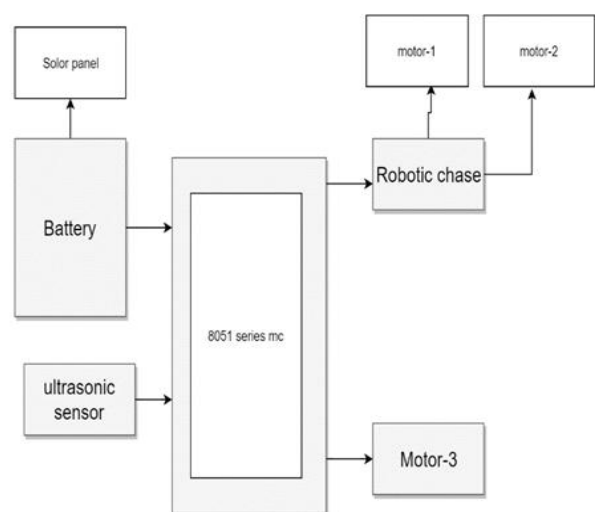 Solor panel
motor-1
motor-2
Battery
Robotic chase
8051 series mc
ultrasonic
sensor
Motor-3